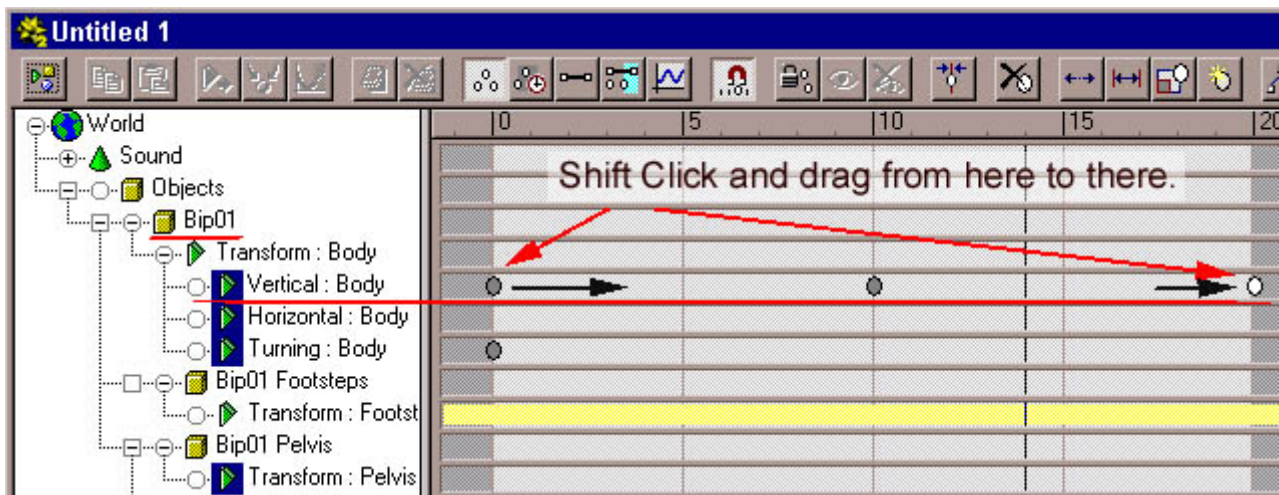 Untitled 1
0 5 10 15 20
World
Sound
Shift Click and drag from here to there.
Objects
Bip01
Transform : Body
Vertical : Body
Horizontal : Body
Turning : Body
Bip01 Footsteps
Transform : Footst
Bip01 Pelvis
Transform : Pelvis